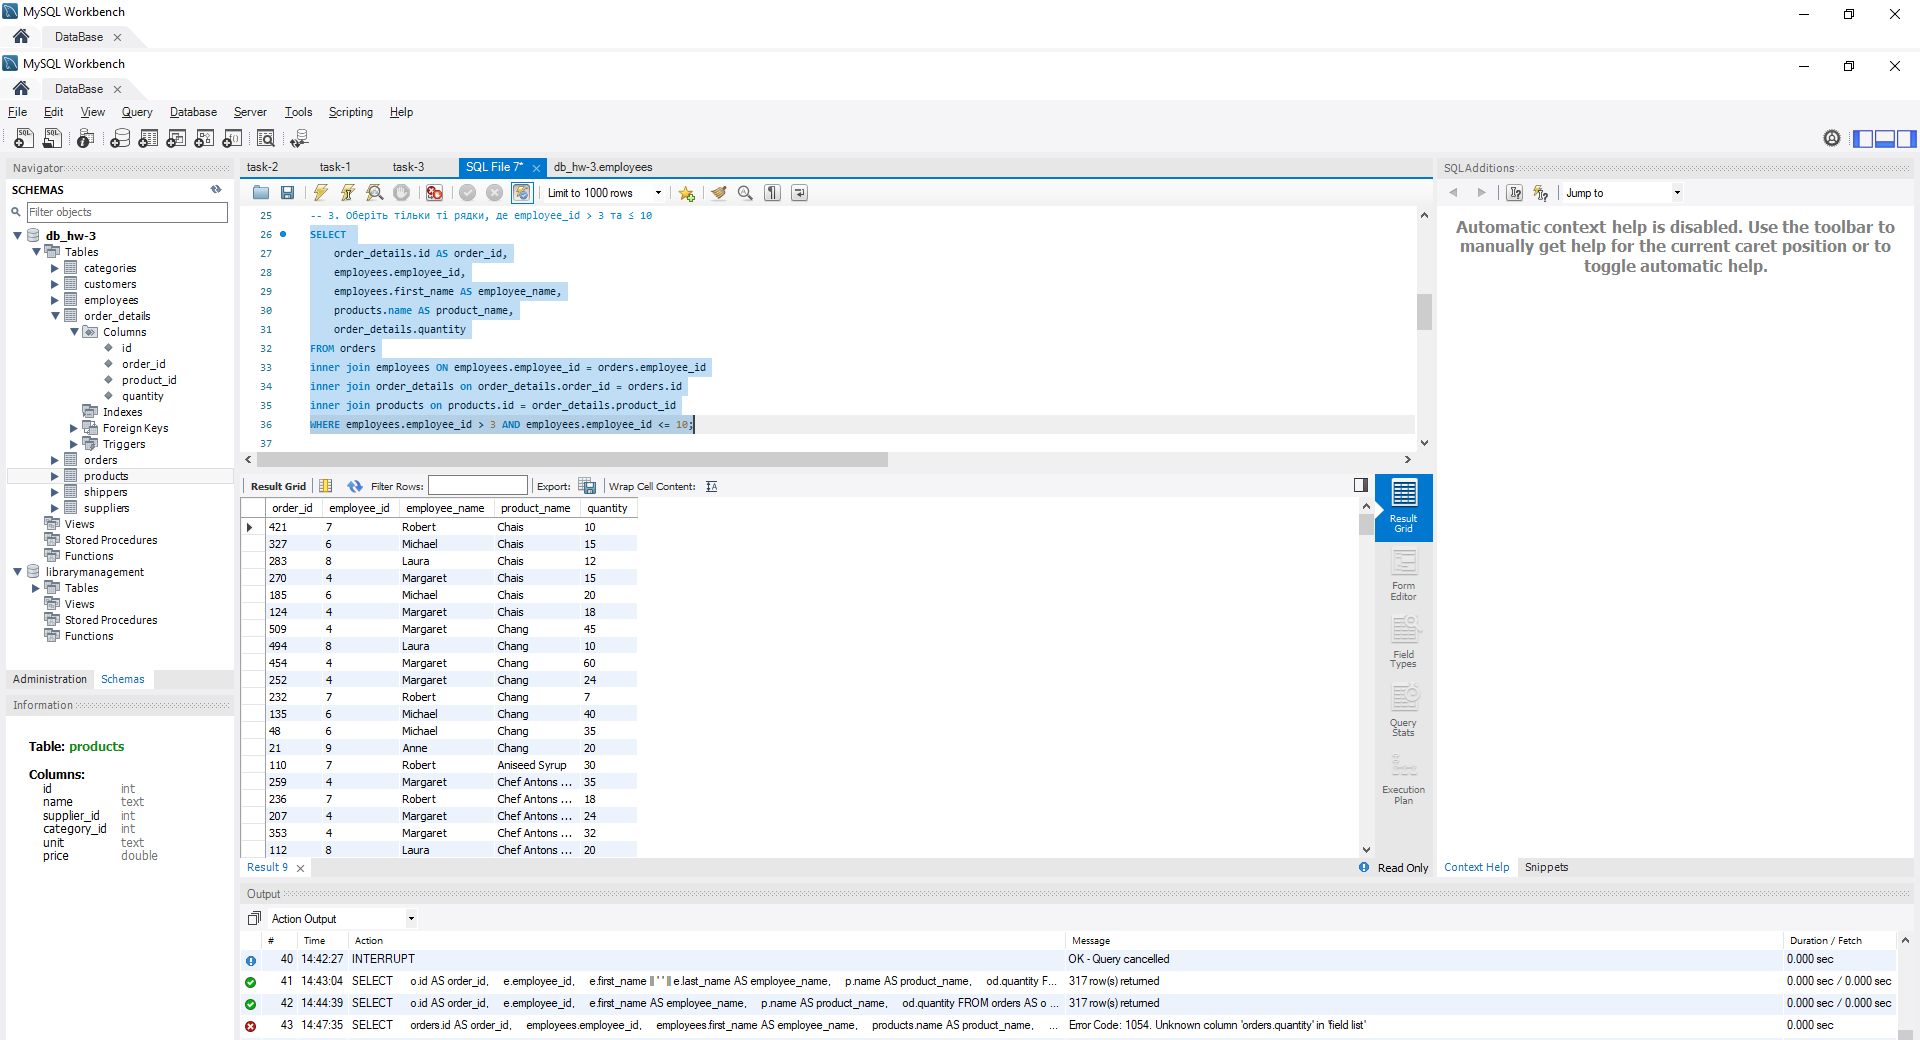 MySQL Workbench
DataBase
MySQL Workbench
DataBase
File Edit View Query Database Server Tools Scripting Help
Navigator
SCHEMAS
Filter objects
db_hw-3
Tables
categories
customers
employees
order_details
Columns
id
order_id
product_id
quantity
Indexes
Foreign Keys
Triggers
orders
products
shippers
suppliers
Views
Stored Procedures
Functions
librarymanagement
Tables
Views
Stored Procedures
Functions
Administration Schemas
Information
Table: products
Columns:
id int
name text
supplier_id int
category_id int
unit text
price double
task-2 task-1 task-3 SQL File 7* db_hw-3.employees
Limit to 1000 rows
25 -- 3. Оберіть тільки ті рядки, де employee_id > 3 та ≤ 10
26 SELECT
27 order_details.id AS order_id,
28 employees.employee_id,
29 employees.first_name AS employee_name,
30 products.name AS product_name,
31 order_details.quantity
32 FROM orders
33 inner join employees ON employees.employee_id = orders.employee_id
34 inner join order_details on order_details.order_id = orders.id
35 inner join products on products.id = order_details.product_id
36 WHERE employees.employee_id > 3 AND employees.employee_id <= 10;
37
Result Grid Filter Rows: Export: Wrap Cell Content:
order_id employee_id employee_name product_name quantity
421 7 Robert Chais 10
327 6 Michael Chais 15
283 8 Laura Chais 12
270 4 Margaret Chais 15
185 6 Michael Chais 20
124 4 Margaret Chais 18
509 4 Margaret Chang 45
494 8 Laura Chang 10
454 4 Margaret Chang 60
252 4 Margaret Chang 24
232 7 Robert Chang 7
135 6 Michael Chang 40
48 6 Michael Chang 35
21 9 Anne Chang 20
110 7 Robert Aniseed Syrup 30
259 4 Margaret Chef Antons ... 35
236 7 Robert Chef Antons ... 18
207 4 Margaret Chef Antons ... 24
353 4 Margaret Chef Antons ... 32
112 8 Laura Chef Antons ... 20
Result Grid
Form Editor
Field Types
Query Stats
Execution Plan
Result 9
Read Only
SQLAdditions
Jump to
Automatic context help is disabled. Use the toolbar to
manually get help for the current caret position or to
toggle automatic help.
Context Help Snippets
Output
Action Output
# Time Action Message Duration / Fetch
40 14:42:27 INTERRUPT OK - Query cancelled 0.000 sec
41 14:43:04 SELECT o.id AS order_id, e.employee_id, e.first_name || ' ' || e.last_name AS employee_name, p.name AS product_name, od.quantity F... 317 row(s) returned 0.000 sec / 0.000 sec
42 14:44:39 SELECT o.id AS order_id, e.employee_id, e.first_name AS employee_name, p.name AS product_name, od.quantity FROM orders AS o ... 317 row(s) returned 0.000 sec / 0.000 sec
43 14:47:35 SELECT orders.id AS order_id, employees.employee_id, employees.first_name AS employee_name, products.name AS product_name, ... Error Code: 1054. Unknown column 'orders.quantity' in 'field list' 0.000 sec